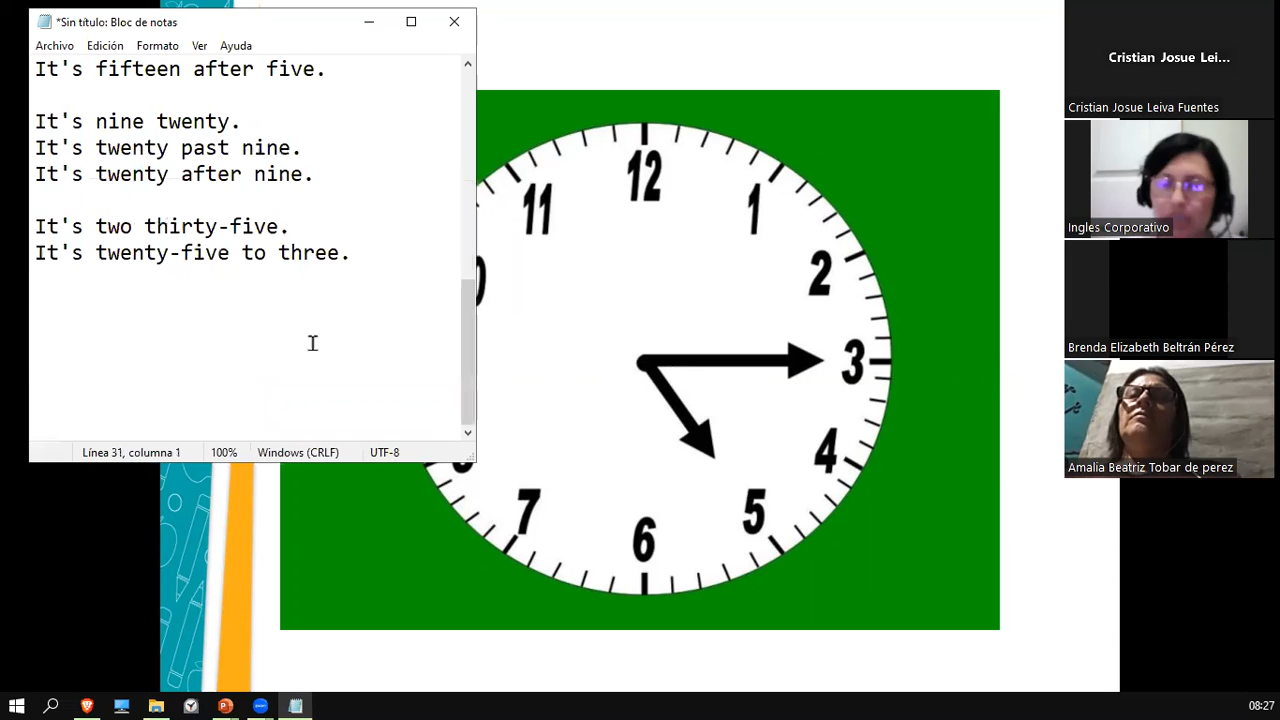 *Sin título: Bloc de notas
Archivo Edición Formato Ver Ayuda
It's fifteen after five.
It's nine twenty.
It's twenty past nine.
It's twenty after nine.
It's two thirty-five.
It's twenty-five to three.
Línea 31, columna 1 100% Windows (CRLF) UTF-8
12
11
1
2
3
4
5
6
7
Cristian Josue Lei...
Cristian Josue Leiva Fuentes
Ingles Corporativo
Brenda Elizabeth Beltrán Pérez
Amalia Beatriz Tobar de perez
08:27